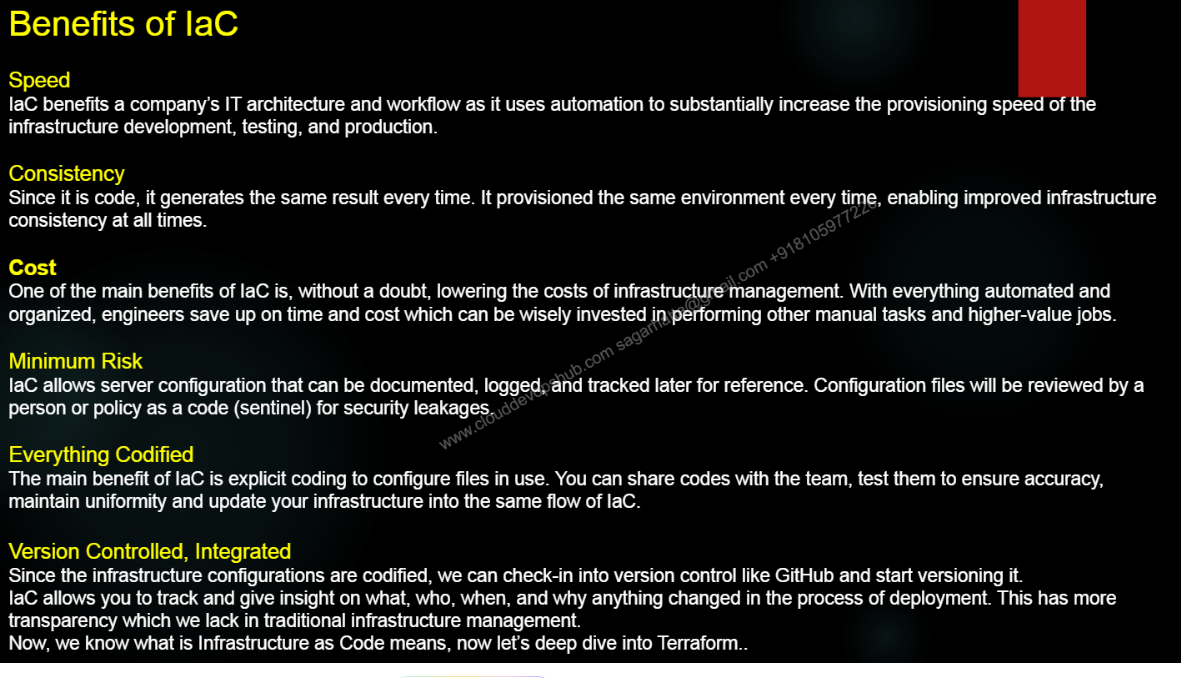 Benefits of IaC
Speed
IaC benefits a company's IT architecture and workflow as it uses automation to substantially increase the provisioning speed of the
infrastructure development, testing, and production.
Consistency
Since it is code, it generates the same result every time. It provisioned the same environment every time, enabling improved infrastructure
consistency at all times.
Cost
One of the main benefits of IaC is, without a doubt, lowering the costs of infrastructure management. With everything automated and
organized, engineers save up on time and cost which can be wisely invested in performing other manual tasks and higher-value jobs.
Minimum Risk
IaC allows server configuration that can be documented, logged, and tracked later for reference. Configuration files will be reviewed by a
person or policy as a code (sentinel) for security leakages.
Everything Codified
The main benefit of IaC is explicit coding to configure files in use. You can share codes with the team, test them to ensure accuracy,
maintain uniformity and update your infrastructure into the same flow of IaC.
Version Controlled, Integrated
Since the infrastructure configurations are codified, we can check-in into version control like GitHub and start versioning it.
IaC allows you to track and give insight on what, who, when, and why anything changed in the process of deployment. This has more
transparency which we lack in traditional infrastructure management.
Now, we know what is Infrastructure as Code means, now let's deep dive into Terraform..
www.clouddevopshub.com